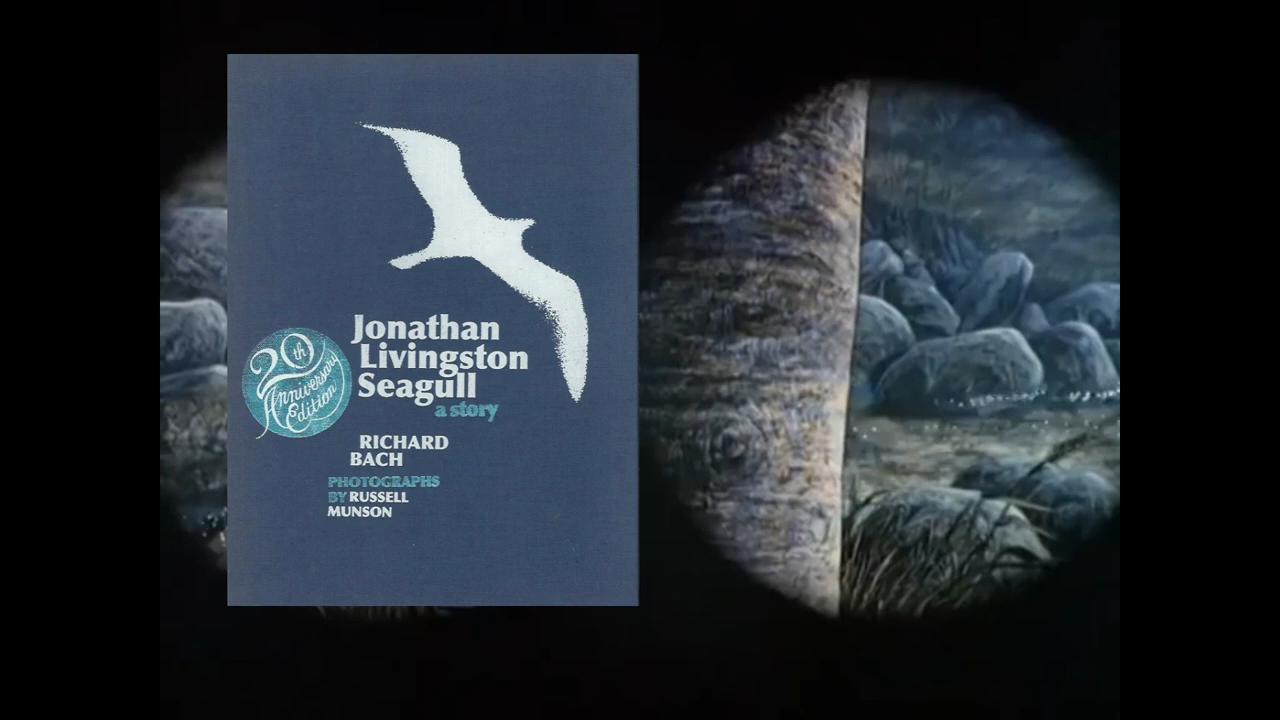 Jonathan
Livingston
Seagull
a story
20th
Anniversary
Edition
RICHARD
BACH
PHOTOGRAPHS
BY RUSSELL
MUNSON